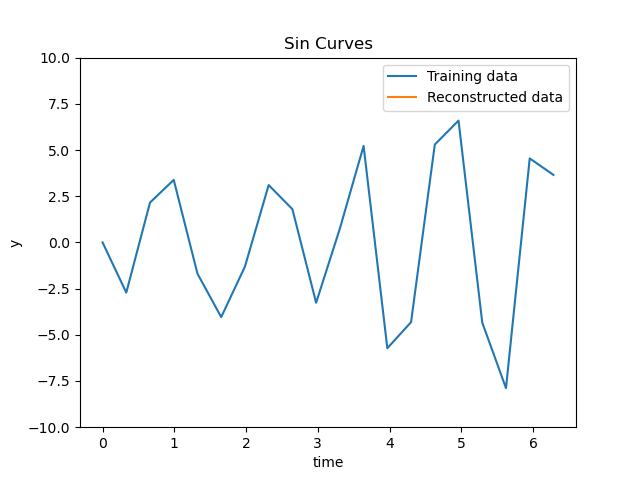 Sin Curves
Training data
Reconstructed data
10.0
7.5
5.0
2.5
0.0
−2.5
−5.0
−7.5
−10.0
y
0 1 2 3 4 5 6
time